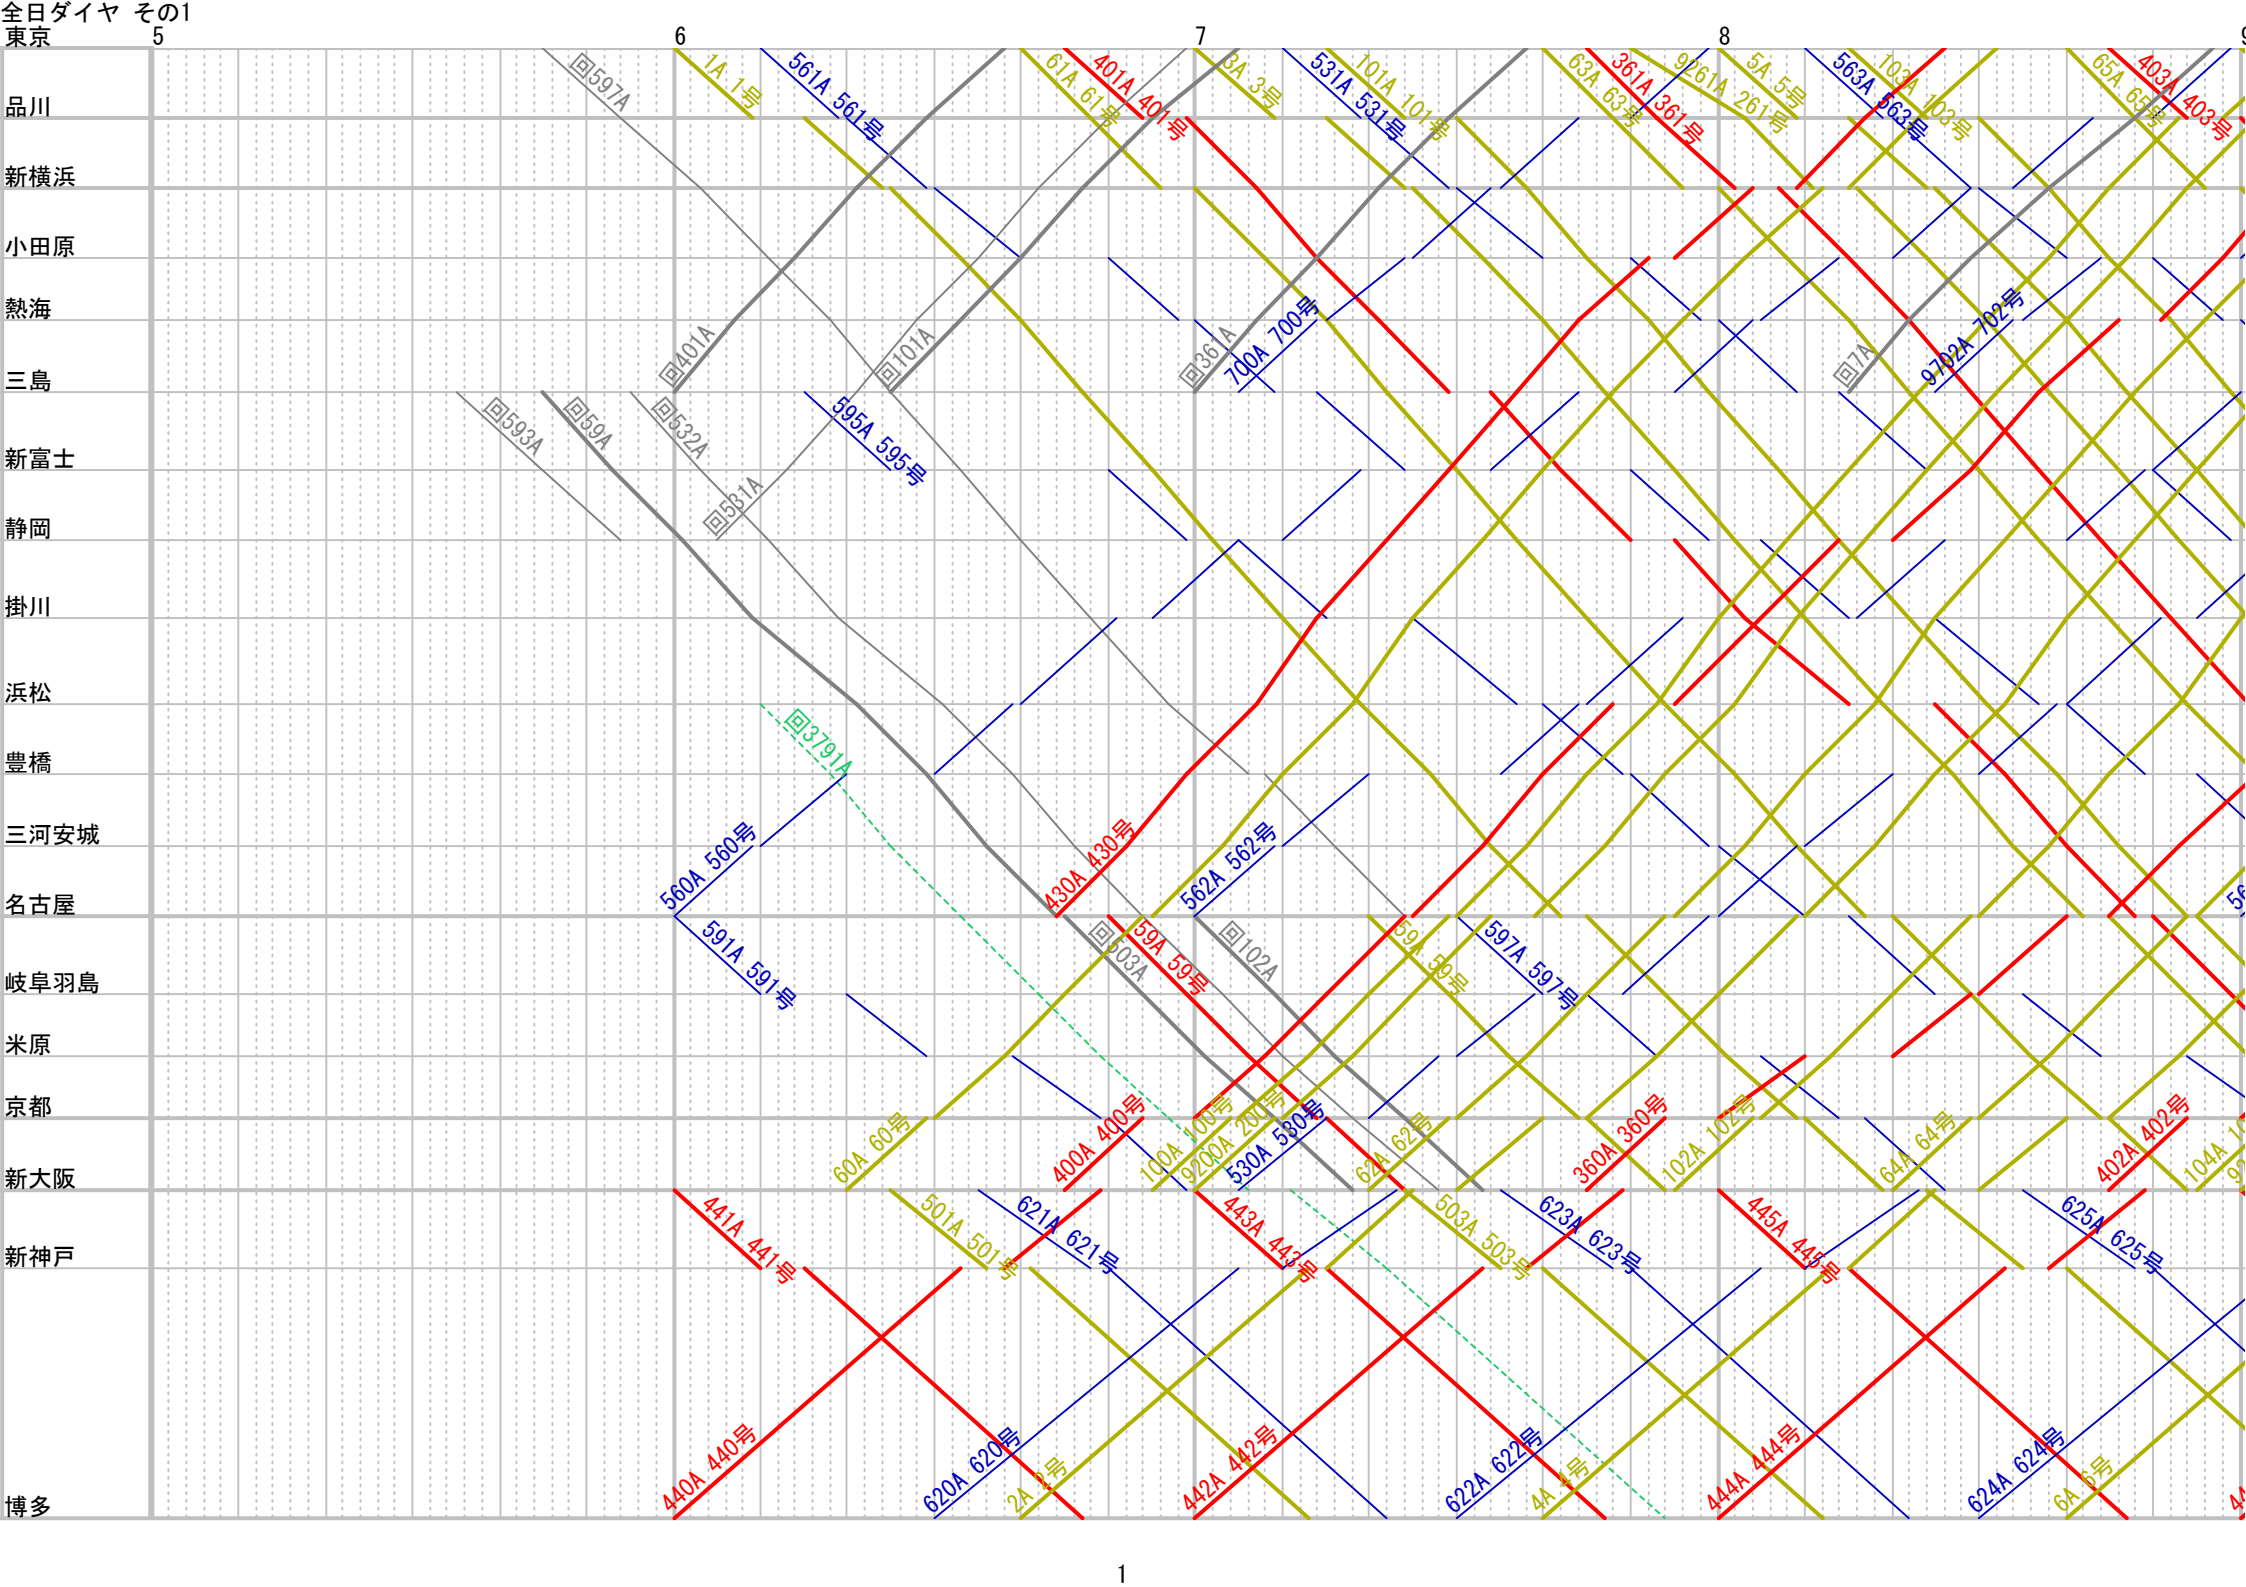 全日ダイヤ その1
東京
5
6
7
8
9
品川
新横浜
小田原
熱海
三島
新富士
静岡
掛川
浜松
豊橋
三河安城
名古屋
岐阜羽島
米原
京都
新大阪
新神戸
博多
回597A
1A 1号
561A 561号
61A 61号
401A 401号
3A 3号
531A 531号
101A 101号
63A 63号
361A 361号
9261A 261号
5A 5号
563A 563号
103A 103号
65A 65号
403A 403号
回401A
回101A
回361A
700A 700号
回7A
9702A 702号
回593A
回59A
回532A
回531A
595A 595号
回3791A
560A 560号
430A 430号
562A 562号
591A 591号
回503A
59A 59号
回102A
59A 59号
597A 597号
60A 60号
400A 400号
100A 100号
9200A 200号
530A 530号
62A 62号
360A 360号
102A 102号
64A 64号
402A 402号
441A 441号
501A 501号
621A 621号
443A 443号
503A 503号
623A 623号
445A 445号
625A 625号
440A 440号
620A 620号
2A 2号
442A 442号
622A 622号
4A 4号
444A 444号
624A 624号
6A 6号
1